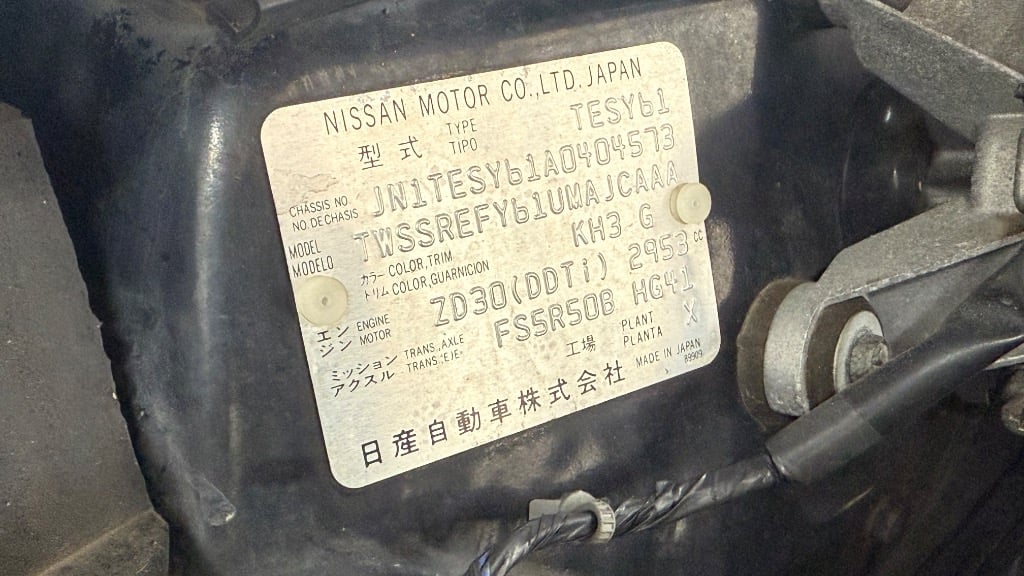 NISSAN MOTOR CO.,LTD. JAPAN
型式 TYPE TIPO TESY61
CHASSIS NO. NO. DE CHASIS JN1TESY61A0404573
MODEL MODELO TWSSREFY61UMAJCAAA
カラー COLOR,TRIM トリム COLOR,GUARNICION KH3 G
エンジン ENGINE MOTOR ZD30(DDTi) 2953 cc
ミッション アクスル TRANS.,AXLE TRANS.'EJE' FS5R50B HG41
工場 PLANT PLANTA X
MADE IN JAPAN
89909
日産自動車株式会社